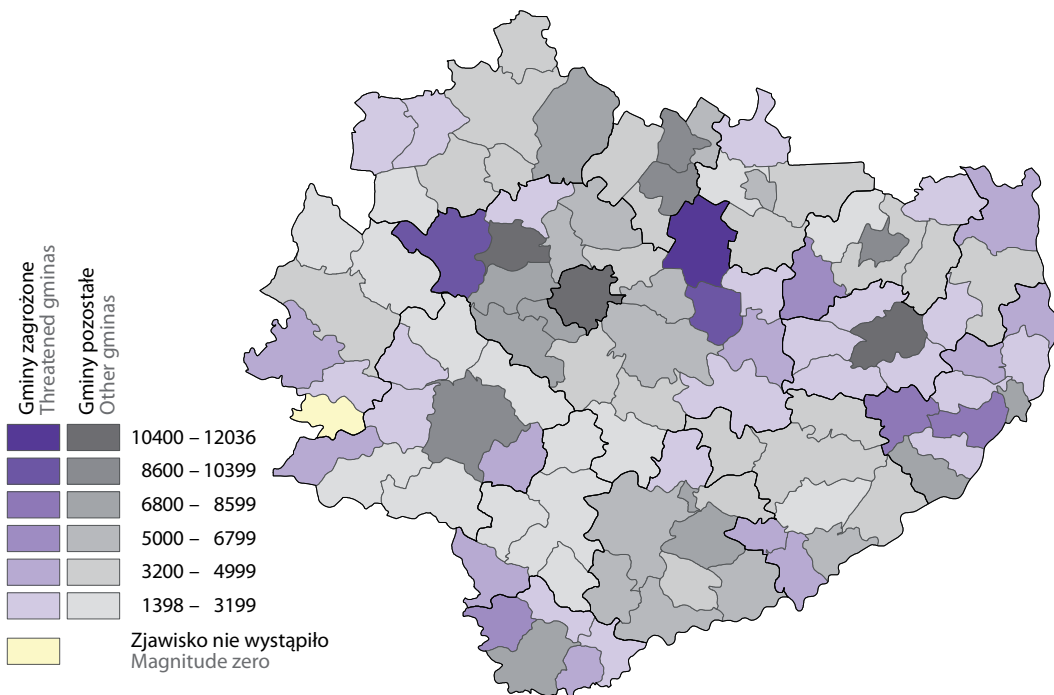 Gminy zagrożone
Threatened gminas
Gminy pozostałe
Other gminas
10400 – 12036
8600 – 10399
6800 – 8599
5000 – 6799
3200 – 4999
1398 – 3199
Zjawisko nie wystąpiło
Magnitude zero